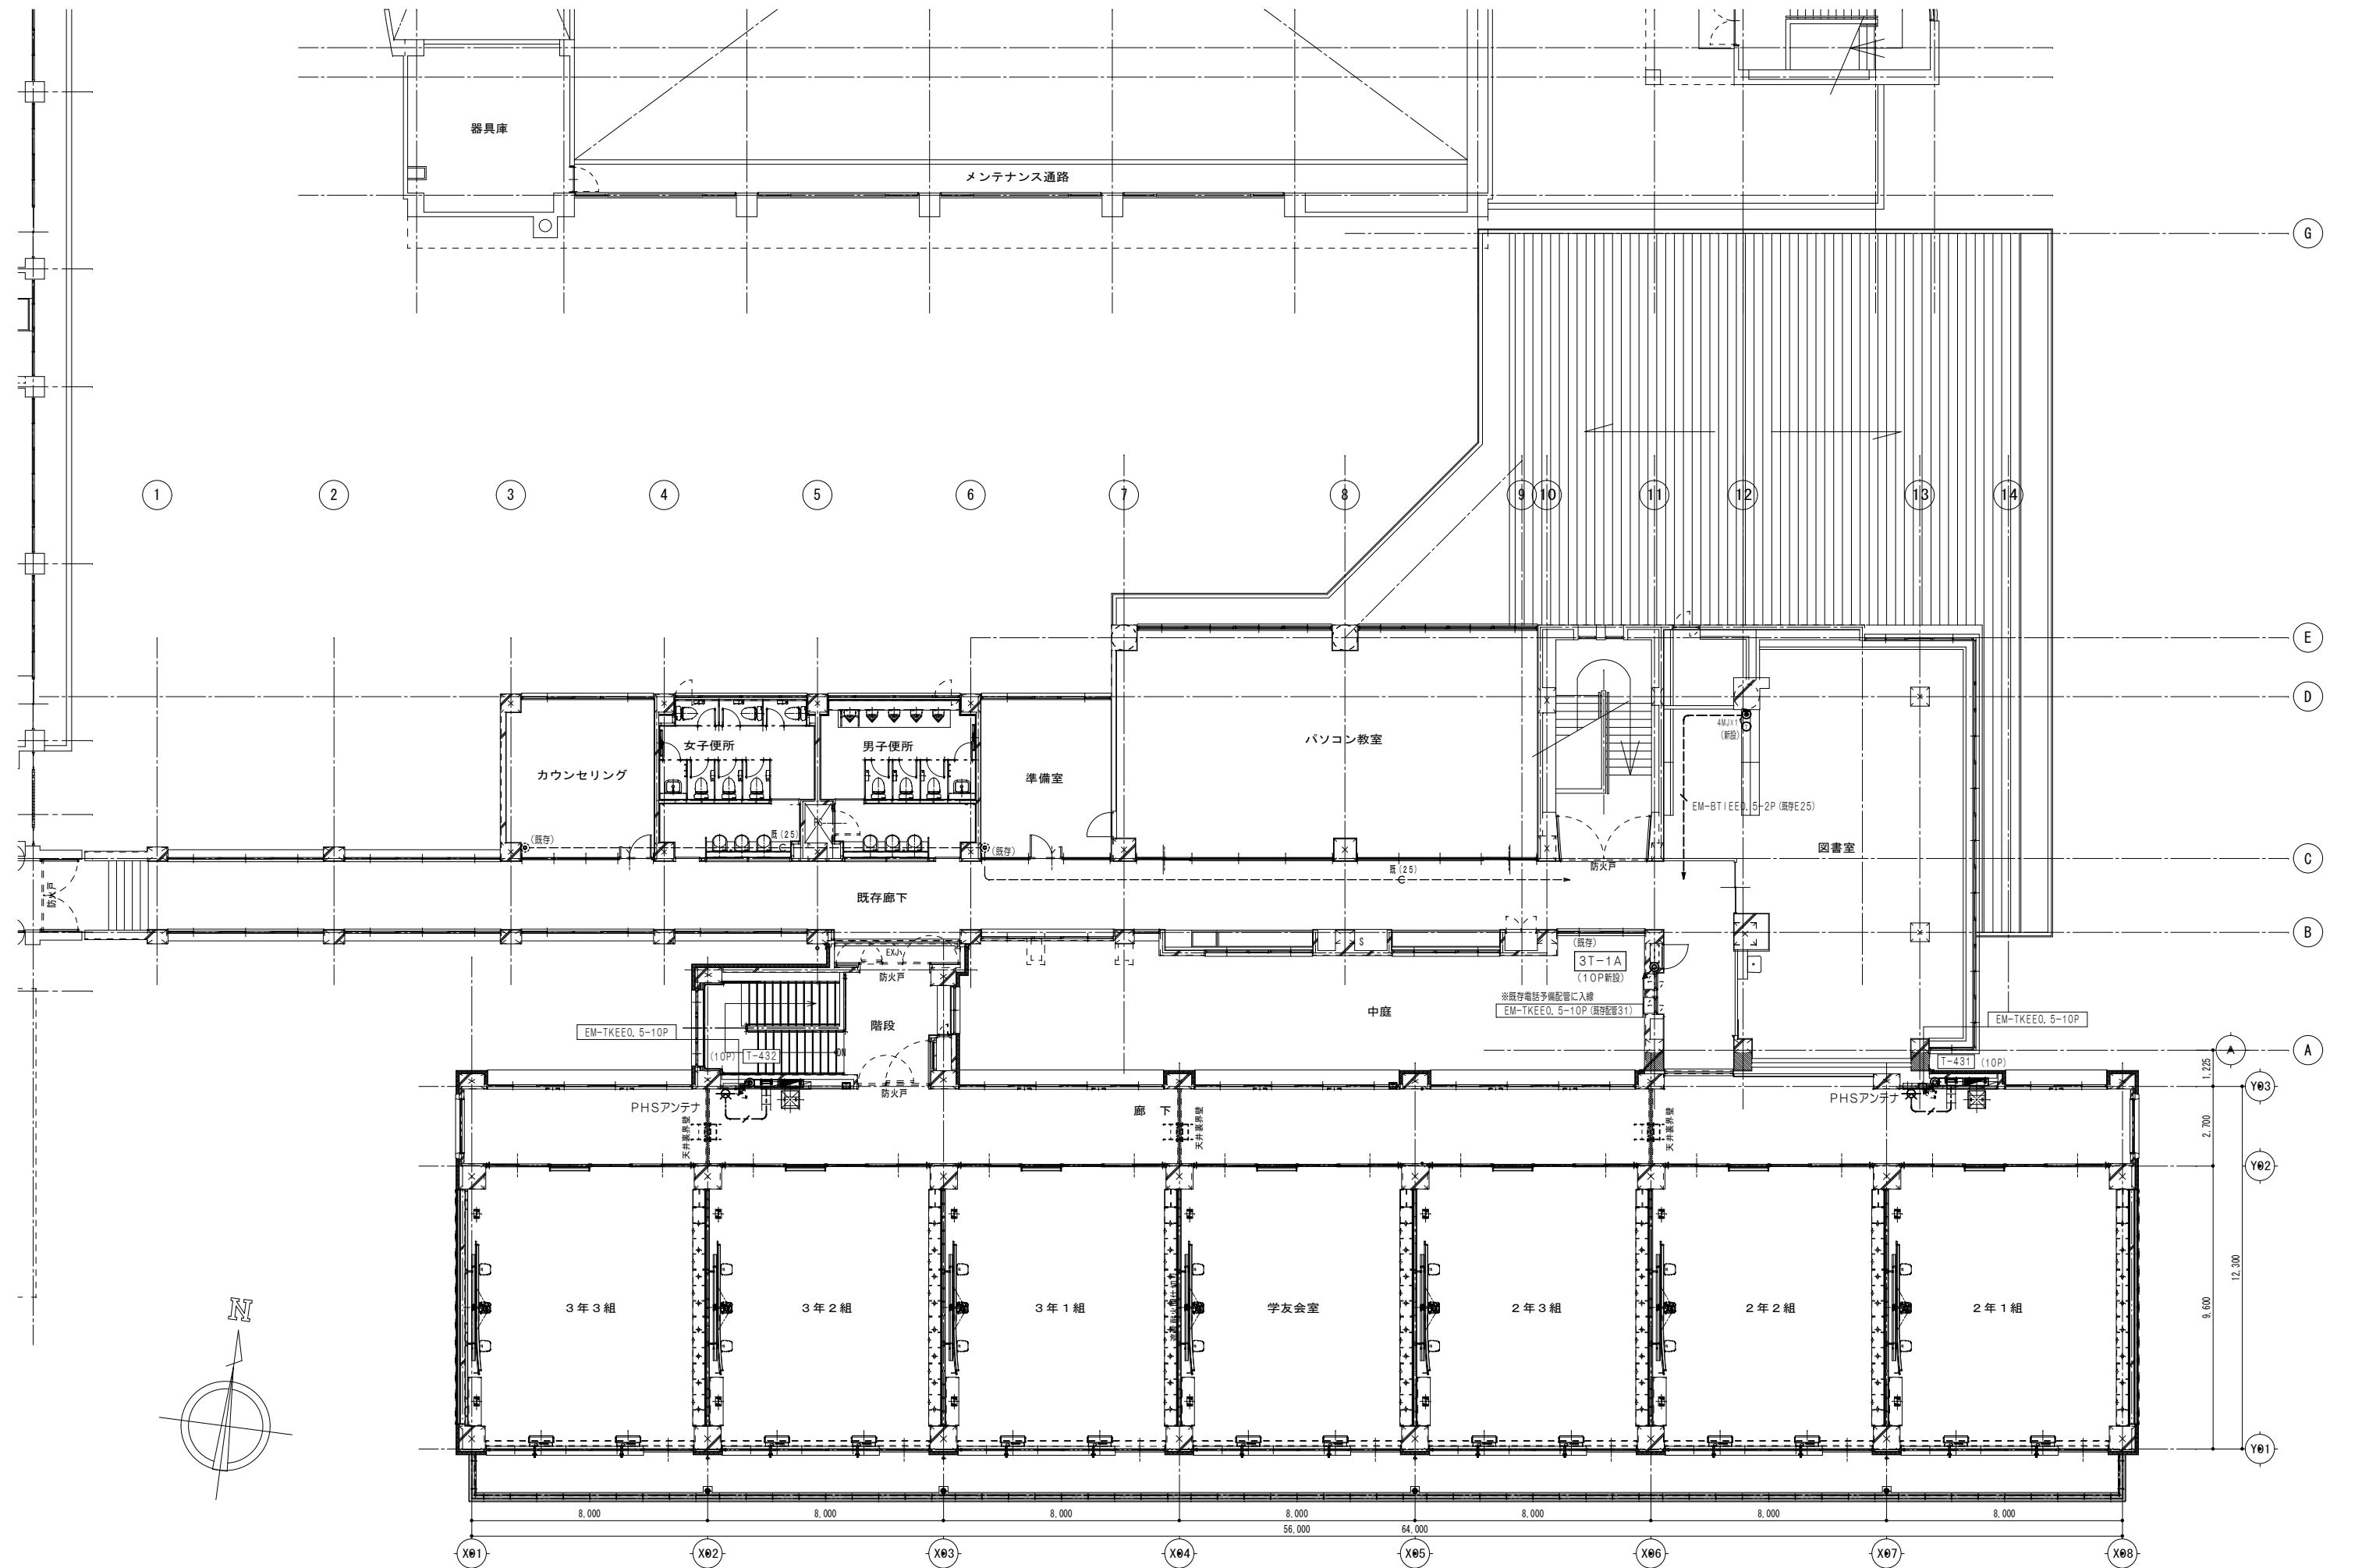 器具庫
メンテナンス通路
G
1
2
3
4
5
6
7
8
9
10
11
12
13
14
E
D
C
B
A
A
女子便所
男子便所
カウンセリング
準備室
パソコン教室
図書室
4MJ×1
(新設)
EM-BTIEE0.5-2P(既存E25)
PS
既(25)
C
(既存)
(既存)
既(25)
C
防火戸
防火戸
既存廊下
EXJ
防火戸
S
(既存)
3T-1A
(10P新設)
※既存電話予備配管に入線
EM-TKEE0.5-10P(既存配管31)
中庭
階段
DN
EM-TKEE0.5-10P
(10P)
T-432
EM-TKEE0.5-10P
T-431
(10P)
防火戸
PHSアンテナ
廊 下
PHSアンテナ
天井裏界壁
天井裏界壁
天井裏界壁
Y03
Y02
Y01
1,225
2,700
9,600
12,300
3年3組
3年2組
3年1組
学友会室
2年3組
2年2組
2年1組
N
8,000
8,000
8,000
8,000
8,000
8,000
8,000
56,000
64,000
X01
X02
X03
X04
X05
X06
X07
X08